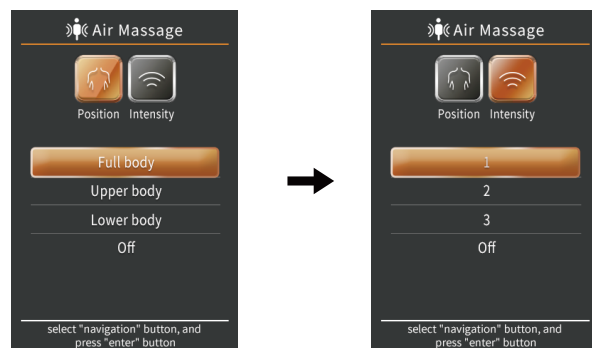 Air Massage
Position Intensity
Full body
Upper body
Lower body
Off
select "navigation" button, and
press "enter" button
Air Massage
Position Intensity
1
2
3
Off
select "navigation" button, and
press "enter" button